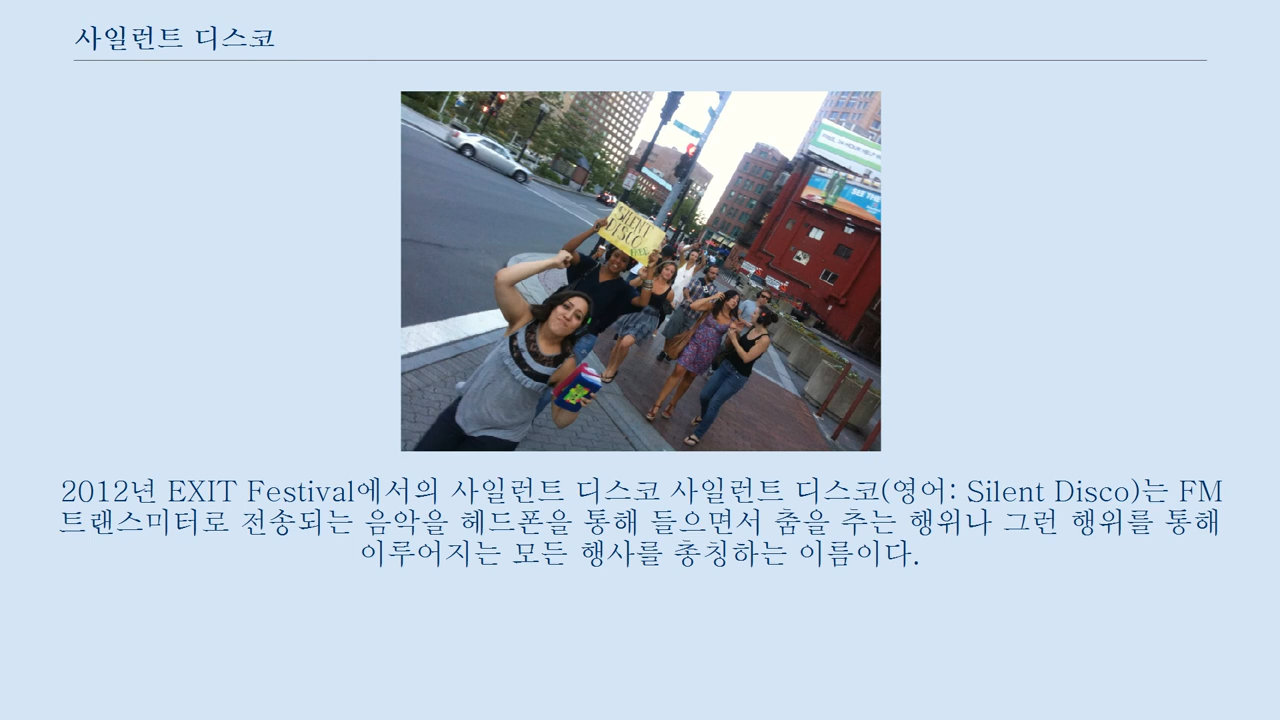 사일런트 디스코
SILENT
DISCO
FREE
SEE THE
2012년 EXIT Festival에서의 사일런트 디스코 사일런트 디스코(영어: Silent Disco)는 FM
트랜스미터로 전송되는 음악을 헤드폰을 통해 들으면서 춤을 추는 행위나 그런 행위를 통해
이루어지는 모든 행사를 총칭하는 이름이다.